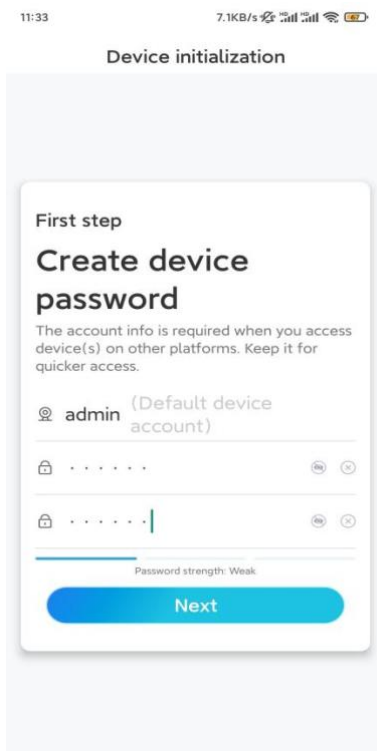 11:33 7.1KB/s 67
Device initialization
First step
Create device
password
The account info is required when you access
device(s) on other platforms. Keep it for
quicker access.
admin (Default device
account)
Password strength: Weak
Next